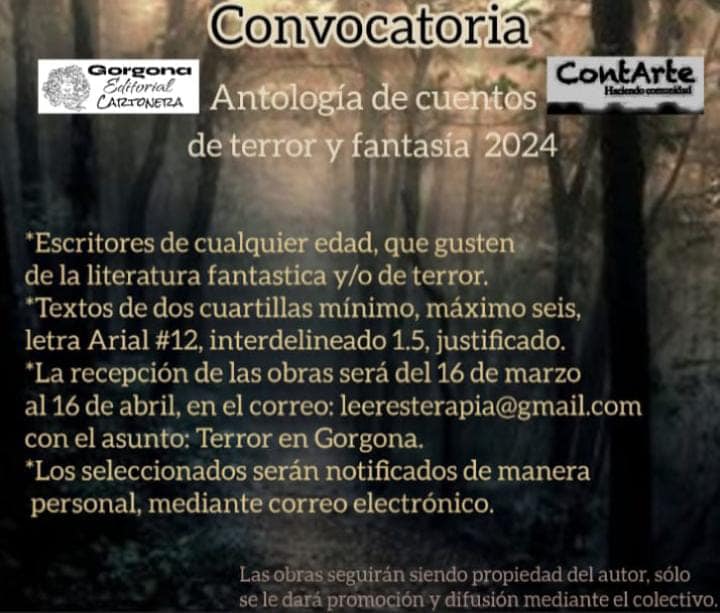 Convocatoria
Gorgona
Editorial
CARTONERA
ContArte
Haciendo comunidad
Antología de cuentos
de terror y fantasía 2024
*Escritores de cualquier edad, que gusten
de la literatura fantastica y/o de terror.
*Textos de dos cuartillas mínimo, máximo seis,
letra Arial #12, interdelineado 1.5, justificado.
*La recepción de las obras será del 16 de marzo
al 16 de abril, en el correo: leeresterapia@gmail.com
con el asunto: Terror en Gorgona.
*Los seleccionados serán notificados de manera
personal, mediante correo electrónico.
Las obras seguirán siendo propiedad del autor, sólo
se le dará promoción y difusión mediante el colectivo.